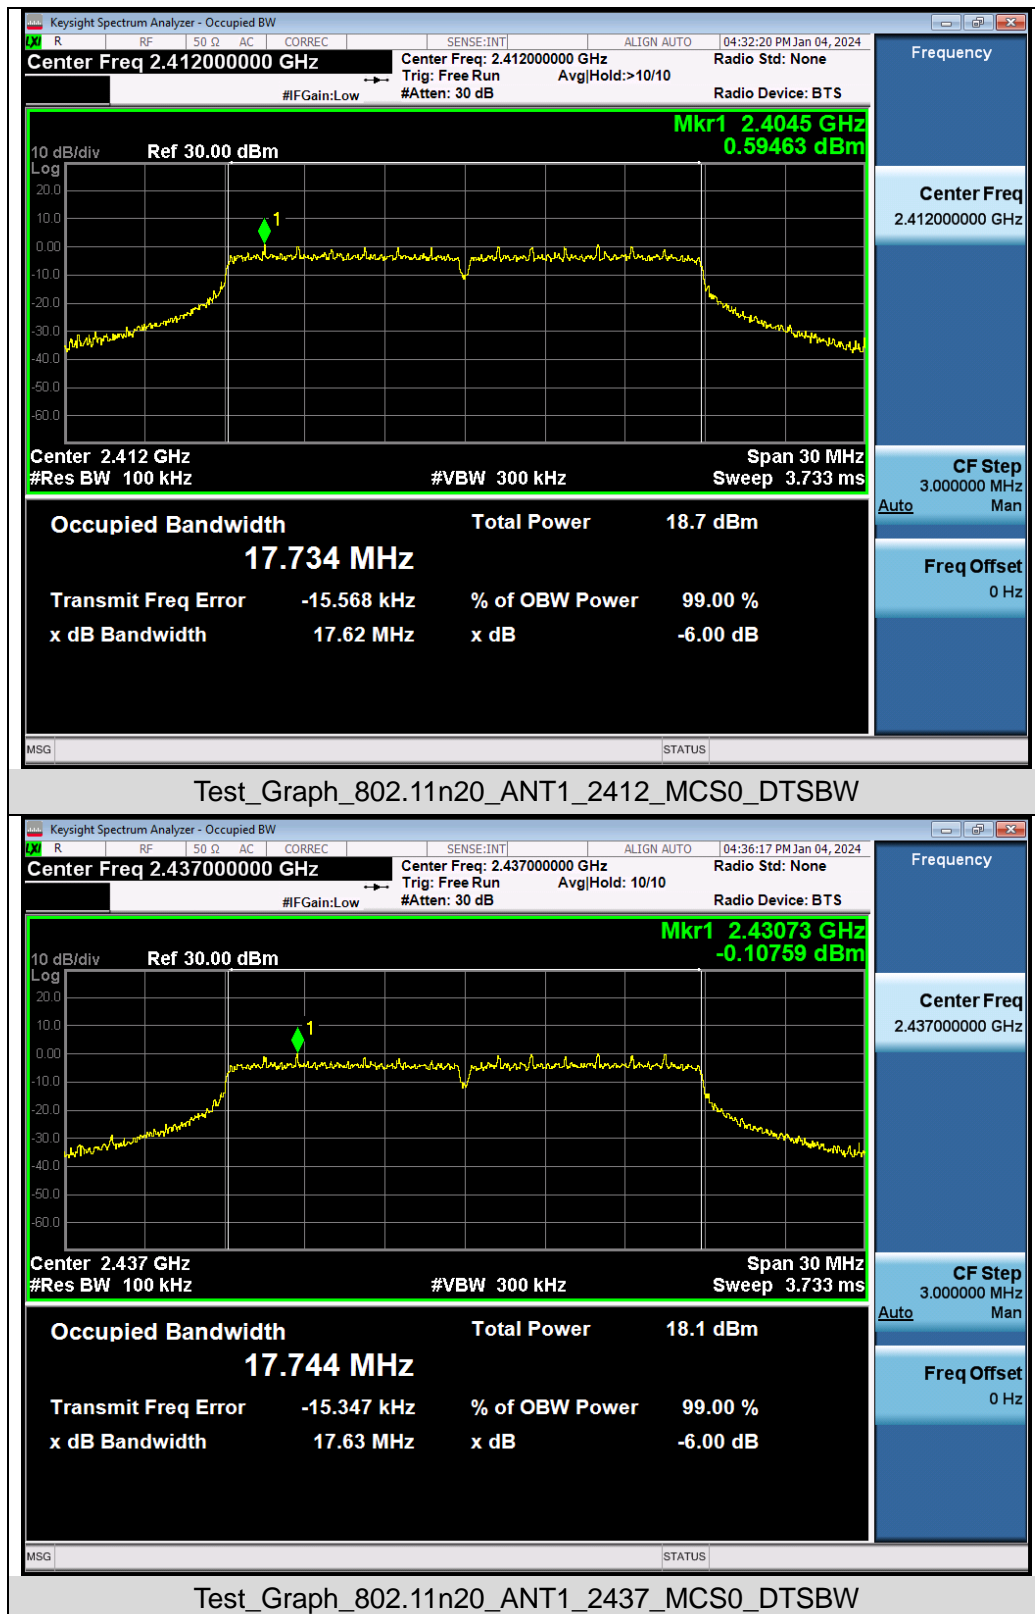 Keysight Spectrum Analyzer - Occupied BW
LXI R RF 50 Ω AC CORREC SENSE:INT ALIGN AUTO 04:32:20 PM Jan 04, 2024
Center Freq 2.412000000 GHz
Center Freq: 2.412000000 GHz
Radio Std: None
Trig: Free Run Avg|Hold:>10/10
#IFGain:Low #Atten: 30 dB
Radio Device: BTS
Frequency
Mkr1 2.4045 GHz
0.59463 dBm
10 dB/div Ref 30.00 dBm
Log
20.0
10.0
0.00
-10.0
-20.0
-30.0
-40.0
-50.0
-60.0
1
Center Freq
2.412000000 GHz
Center 2.412 GHz Span 30 MHz
#Res BW 100 kHz #VBW 300 kHz Sweep 3.733 ms
CF Step
3.000000 MHz
Auto Man
Occupied Bandwidth Total Power 18.7 dBm
17.734 MHz
Transmit Freq Error -15.568 kHz % of OBW Power 99.00 %
x dB Bandwidth 17.62 MHz x dB -6.00 dB
Freq Offset
0 Hz
MSG STATUS
Test_Graph_802.11n20_ANT1_2412_MCS0_DTSBW
Keysight Spectrum Analyzer - Occupied BW
LXI R RF 50 Ω AC CORREC SENSE:INT ALIGN AUTO 04:36:17 PM Jan 04, 2024
Center Freq 2.437000000 GHz
Center Freq: 2.437000000 GHz
Radio Std: None
Trig: Free Run Avg|Hold: 10/10
#IFGain:Low #Atten: 30 dB
Radio Device: BTS
Frequency
Mkr1 2.43073 GHz
-0.10759 dBm
10 dB/div Ref 30.00 dBm
Log
20.0
10.0
0.00
-10.0
-20.0
-30.0
-40.0
-50.0
-60.0
1
Center Freq
2.437000000 GHz
Center 2.437 GHz Span 30 MHz
#Res BW 100 kHz #VBW 300 kHz Sweep 3.733 ms
CF Step
3.000000 MHz
Auto Man
Occupied Bandwidth Total Power 18.1 dBm
17.744 MHz
Transmit Freq Error -15.347 kHz % of OBW Power 99.00 %
x dB Bandwidth 17.63 MHz x dB -6.00 dB
Freq Offset
0 Hz
MSG STATUS
Test_Graph_802.11n20_ANT1_2437_MCS0_DTSBW